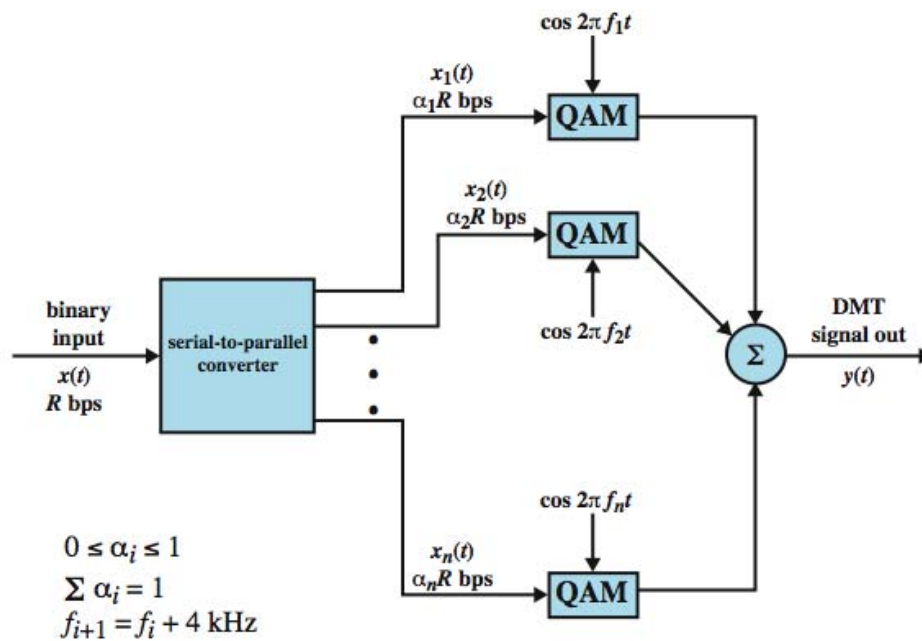 cos 2π f₁t
x₁(t)
α₁R bps
QAM
x₂(t)
α₂R bps
QAM
cos 2π f₂t
binary
input
x(t)
R bps
serial-to-parallel
converter
DMT
signal out
Σ
y(t)
cos 2π fₙt
xₙ(t)
αₙR bps
QAM
0 ≤ αᵢ ≤ 1
Σ αᵢ = 1
fᵢ₊₁ = fᵢ + 4 kHz